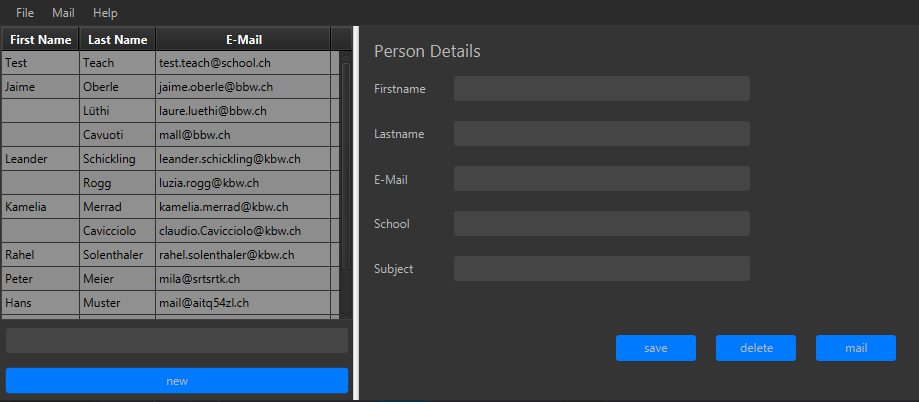 File Mail Help
First Name Last Name E-Mail
Test Teach test.teach@school.ch
Jaime Oberle jaime.oberle@bbw.ch
Lüthi laure.luethi@bbw.ch
Cavuoti mall@bbw.ch
Leander Schickling leander.schickling@kbw.ch
Rogg luzia.rogg@kbw.ch
Kamelia Merrad kamelia.merrad@kbw.ch
Cavicciolo claudio.Cavicciolo@kbw.ch
Rahel Solenthaler rahel.solenthaler@kbw.ch
Peter Meier mila@srtsrtk.ch
Hans Muster mail@aitq54zl.ch
new
Person Details
Firstname
Lastname
E-Mail
School
Subject
save delete mail